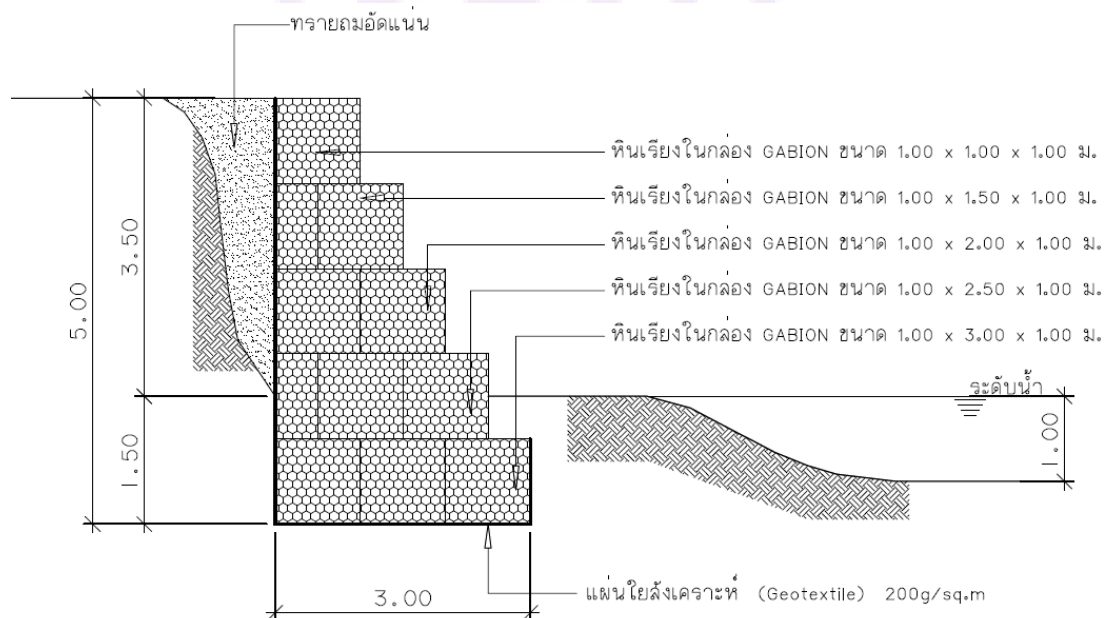 ทรายถมอัดแน่น
หินเรียงในกล่อง GABION ขนาด 1.00 x 1.00 x 1.00 ม.
หินเรียงในกล่อง GABION ขนาด 1.00 x 1.50 x 1.00 ม.
3.50
หินเรียงในกล่อง GABION ขนาด 1.00 x 2.00 x 1.00 ม.
หินเรียงในกล่อง GABION ขนาด 1.00 x 2.50 x 1.00 ม.
5.00
หินเรียงในกล่อง GABION ขนาด 1.00 x 3.00 x 1.00 ม.
ระดับน้ำ
1.00
1.50
แผ่นใยสังเคราะห์ (Geotextile) 200g/sq.m
3.00